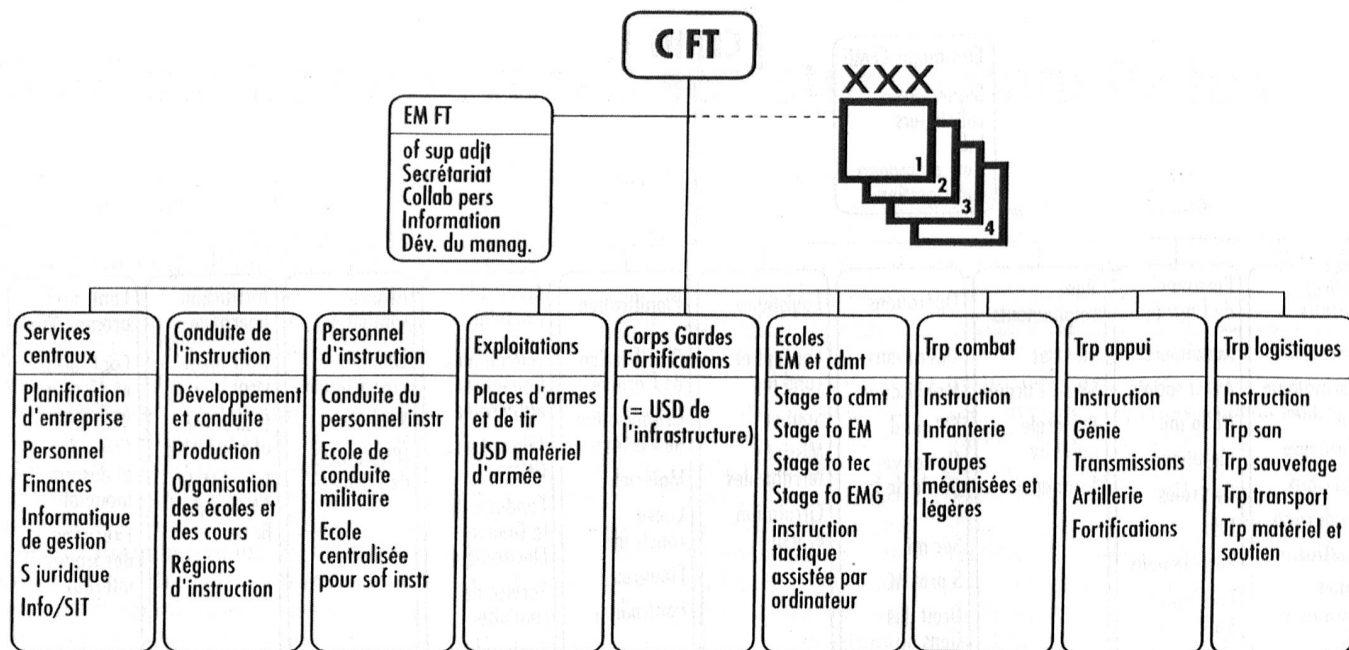 C FT
XXX
1
2
3
4
EM FT
of sup adjt
Secrétariat
Collab pers
Information
Dév. du manag.
Services
centraux
Planification
d'entreprise
Personnel
Finances
Informatique
de gestion
S juridique
Info/SIT
Conduite de
l'instruction
Développement
et conduite
Production
Organisation
des écoles et
des cours
Régions
d'instruction
Personnel
d'instruction
Conduite du
personnel instr
Ecole de
conduite
militaire
Ecole
centralisée
pour sof instr
Exploitations
Places d'armes
et de tir
USD matériel
d'armée
Corps Gardes
Fortifications
(= USD de
l'infrastructure)
Ecoles
EM et cdmt
Stage fo cdmt
Stage fo EM
Stage fo tec
Stage fo EMG
instruction
tactique
assistée par
ordinateur
Trp combat
Instruction
Infanterie
Troupes
mécanisées et
légères
Trp appui
Instruction
Génie
Transmissions
Artillerie
Fortifications
Trp logistiques
Instruction
Trp san
Trp sauvetage
Trp transport
Trp matériel et
soutien